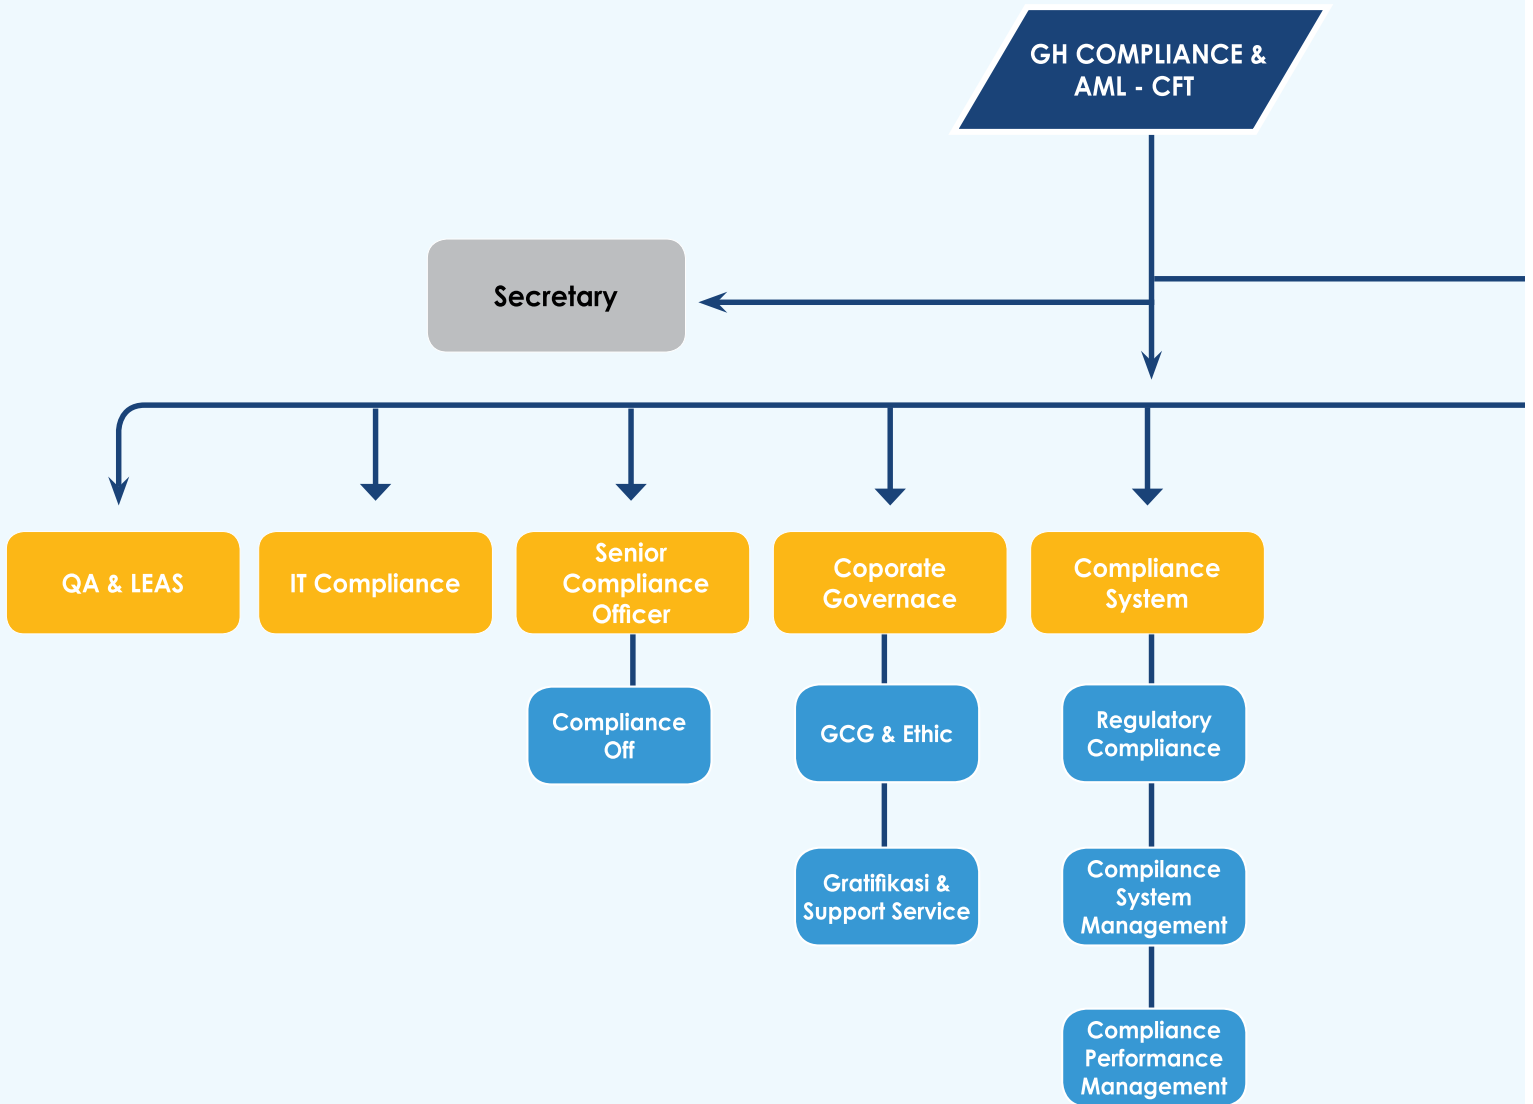 GH COMPLIANCE &
AML - CFT
Secretary
QA & LEAS
IT Compliance
Senior
Compliance
Officer
Coporate
Governace
Compliance
System
Compliance
Off
GCG & Ethic
Regulatory
Compliance
Gratifikasi &
Support Service
Compilance
System
Management
Compliance
Performance
Management